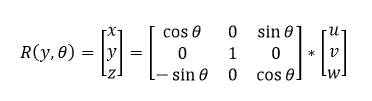 R(y, θ) = [x y z] = [cos θ 0 sin θ; 0 1 0; − sin θ 0 cos θ] * [u v w]